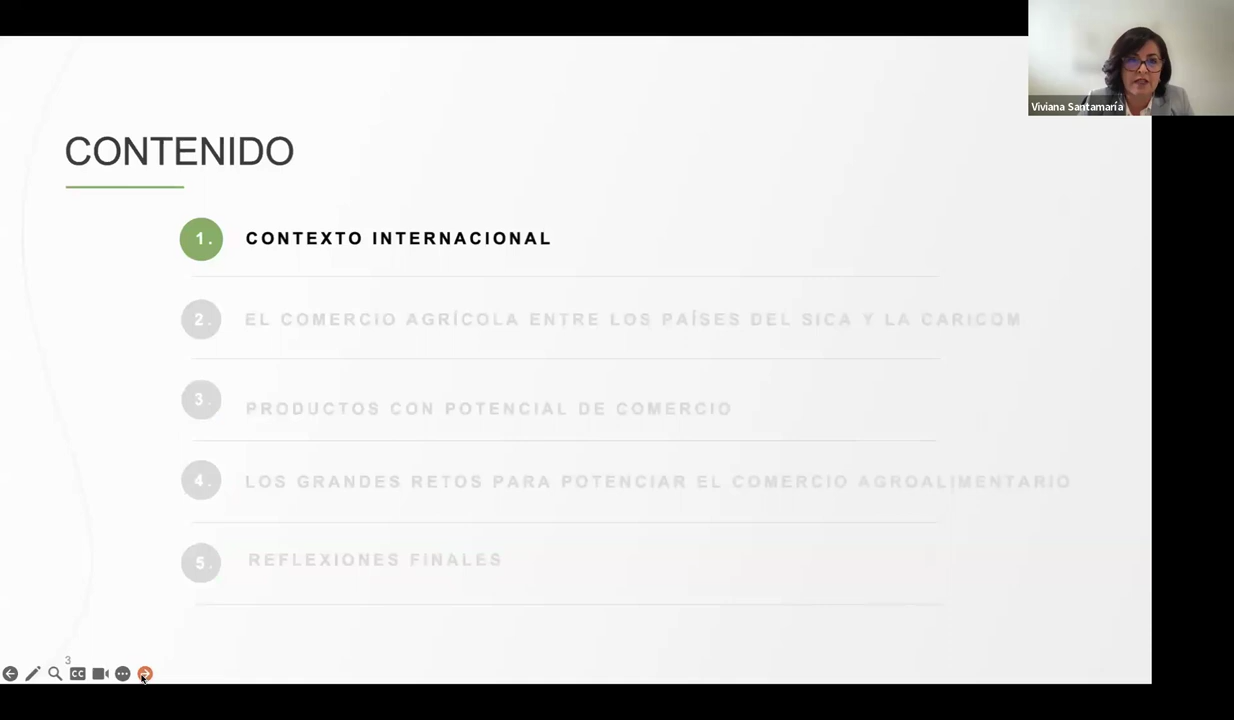 Viviana Santamaría
CONTENIDO
1. CONTEXTO INTERNACIONAL
2. EL COMERCIO AGRÍCOLA ENTRE LOS PAÍSES DEL SICA Y LA CARICOM
3. PRODUCTOS CON POTENCIAL DE COMERCIO
4. LOS GRANDES RETOS PARA POTENCIAR EL COMERCIO AGROALIMENTARIO
5. REFLEXIONES FINALES
3
CC